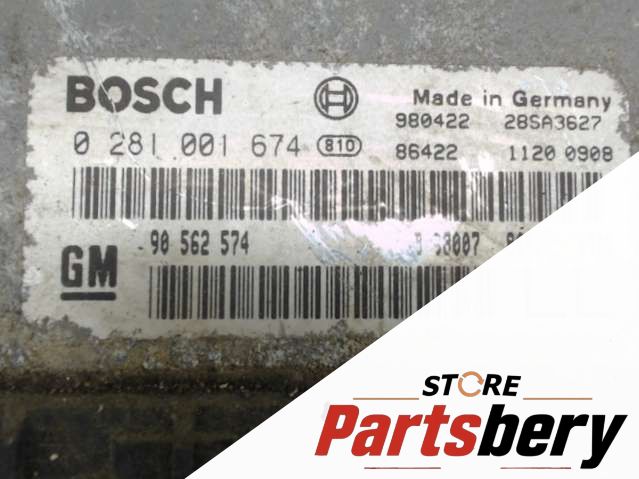 BOSCH
Made in Germany
980422 28SA3627
0 281 001 674 810
86422 1120 0908
GM
90 562 574
STORE
Partsbery